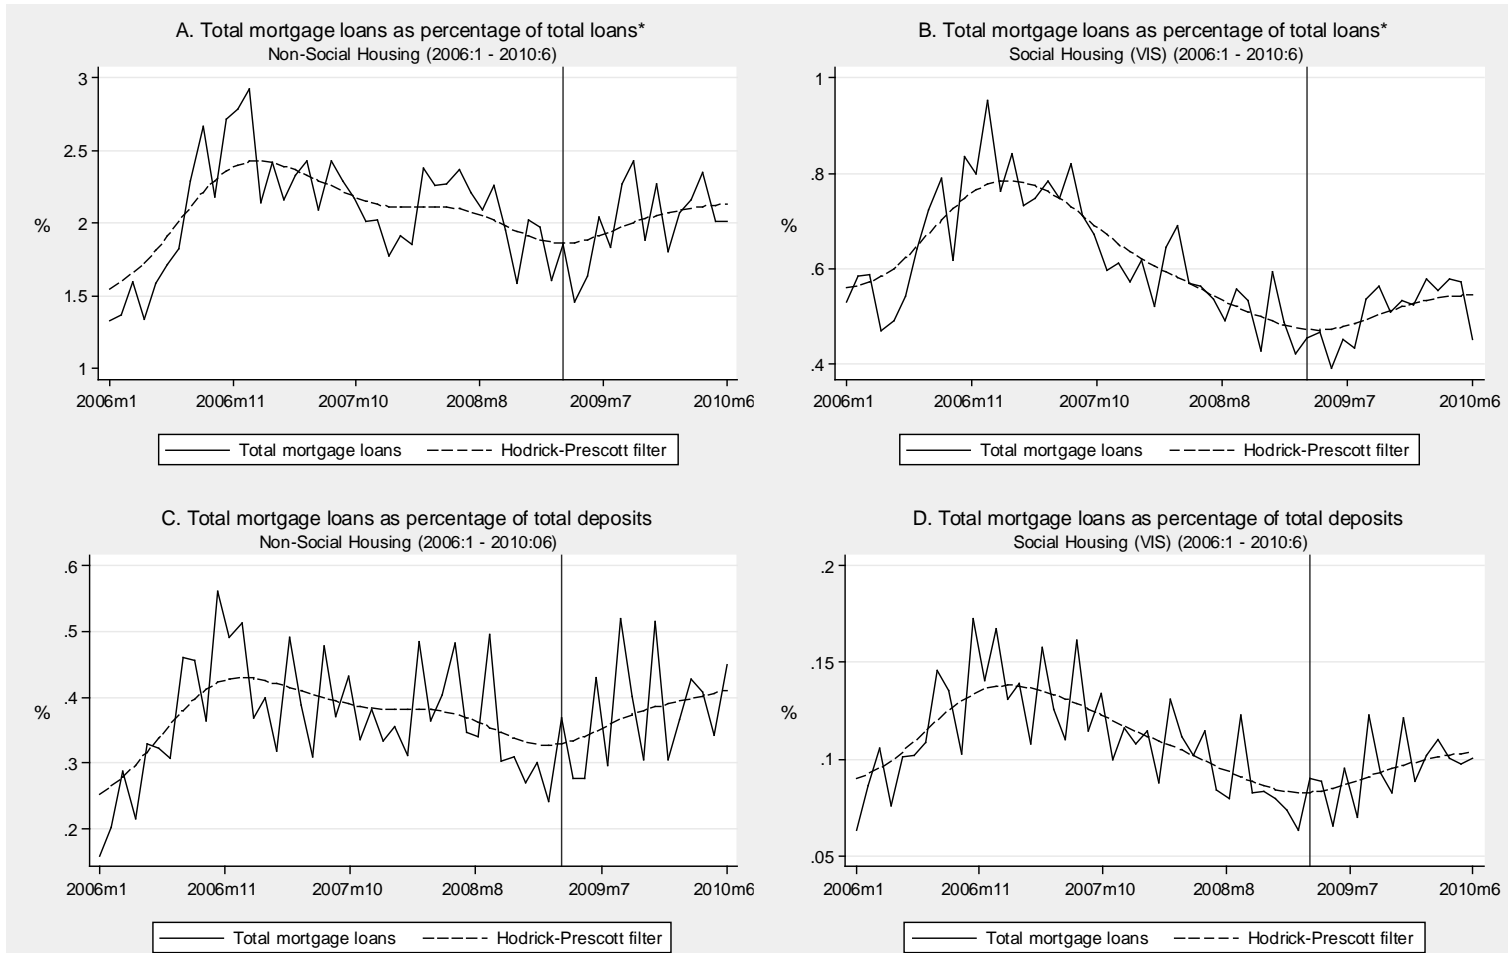 A. Total mortgage loans as percentage of total loans*
Non-Social Housing (2006:1 - 2010:6)
3
2.5
2
1.5
1
%
2006m1 2006m11 2007m10 2008m8 2009m7 2010m6
Total mortgage loans Hodrick-Prescott filter
B. Total mortgage loans as percentage of total loans*
Social Housing (VIS) (2006:1 - 2010:6)
1
.8
.6
.4
%
2006m1 2006m11 2007m10 2008m8 2009m7 2010m6
Total mortgage loans Hodrick-Prescott filter
C. Total mortgage loans as percentage of total deposits
Non-Social Housing (2006:1 - 2010:06)
.6
.5
.4
.3
.2
%
2006m1 2006m11 2007m10 2008m8 2009m7 2010m6
Total mortgage loans Hodrick-Prescott filter
D. Total mortgage loans as percentage of total deposits
Social Housing (VIS) (2006:1 - 2010:6)
.2
.15
.1
.05
%
2006m1 2006m11 2007m10 2008m8 2009m7 2010m6
Total mortgage loans Hodrick-Prescott filter